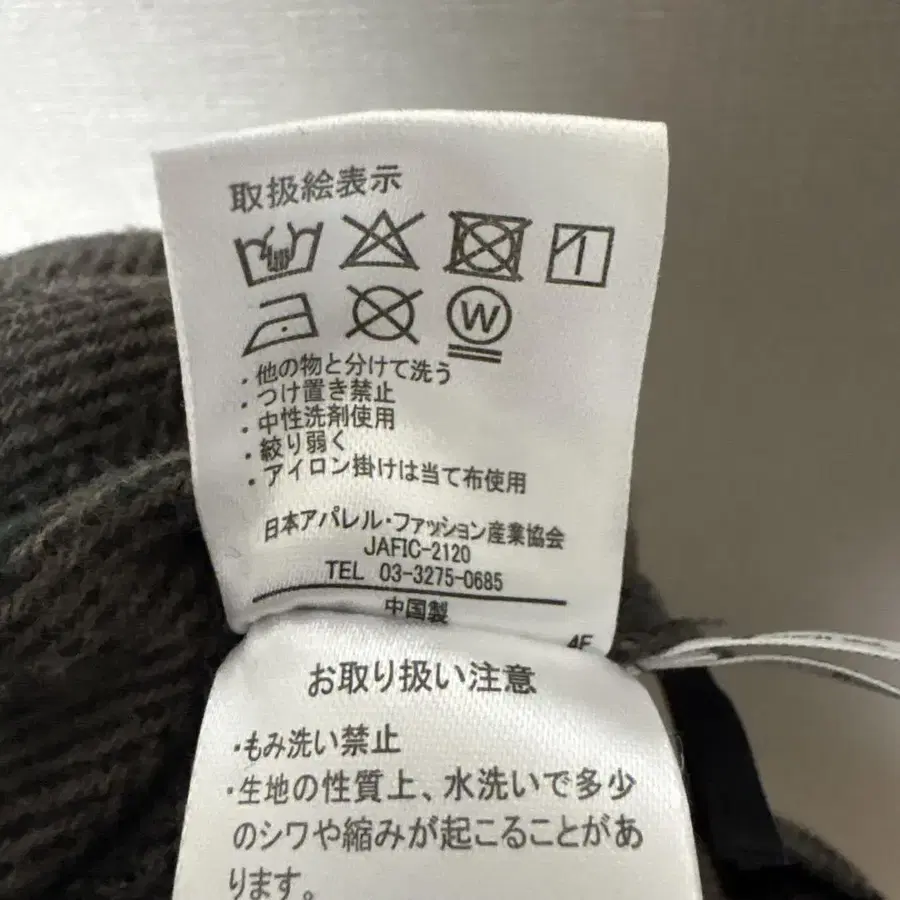 取扱絵表示
W
・他の物と分けて洗う
・つけ置き禁止
・中性洗剤使用
・絞り弱く
・アイロン掛けは当て布使用
日本アパレル・ファッション産業協会
JAFIC-2120
TEL 03-3275-0685
中国製
お取り扱い注意
・もみ洗い禁止
・生地の性質上、水洗いで多少
のシワや縮みが起こることがあ
ります。